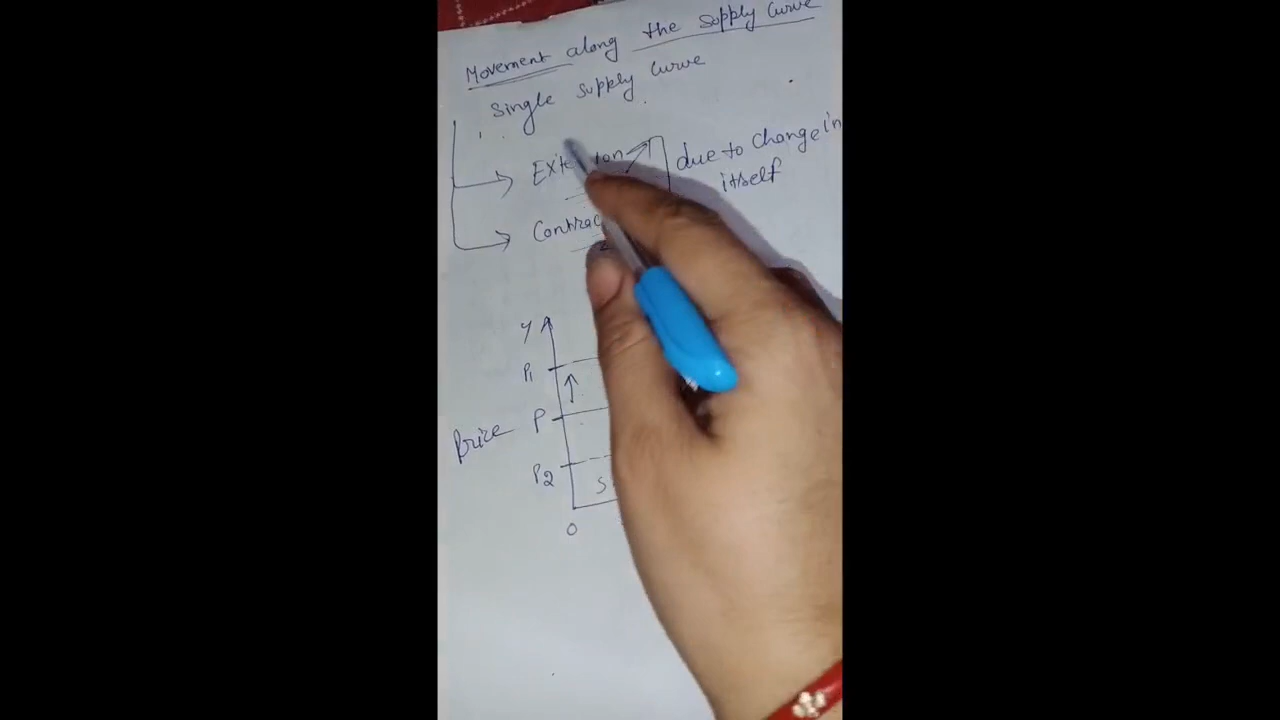 Movement along the supply curve
Single supply curve
due to change in
itself
Y
P1
P
Price
P2
S
0